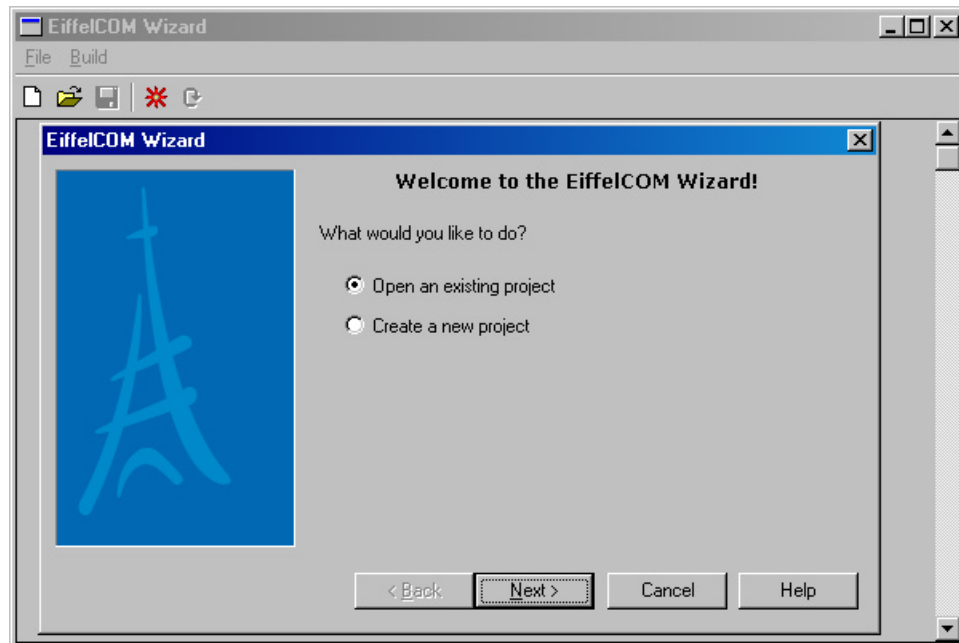 EiffelCOM Wizard
File Build
EiffelCOM Wizard
Welcome to the EiffelCOM Wizard!
What would you like to do?
Open an existing project
Create a new project
< Back Next > Cancel Help